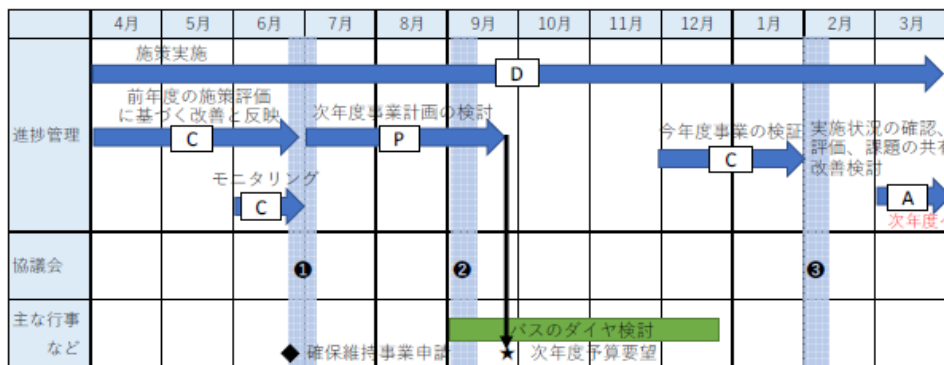 4月 5月 6月 7月 8月 9月 10月 11月 12月 1月 2月 3月
施策実施
D
前年度の施策評価
に基づく改善と反映
次年度事業計画の検討
今年度事業の検証
実施状況の確認、
評価、課題の共有
改善検討
進捗管理
C
P
C
モニタリング
C
A
次年度へ
協議会
❶
❷
❸
主な行事
など
バスのダイヤ検討
◆ 確保維持事業申請
★ 次年度予算要望